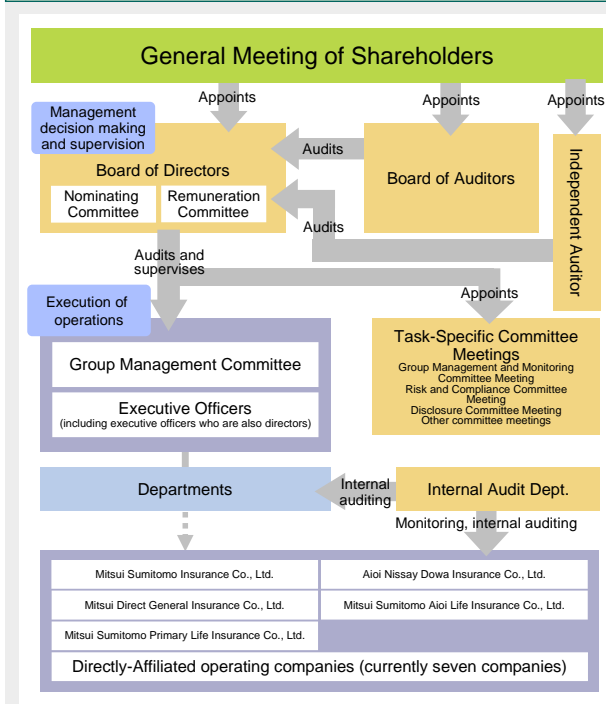 General Meeting of Shareholders
Appoints
Appoints
Appoints
Management
decision making
and supervision
Board of Directors
Nominating
Committee
Remuneration
Committee
Audits
Board of Auditors
Independent Auditor
Audits
Audits and
supervises
Appoints
Execution of
operations
Group Management Committee
Executive Officers
(including executive officers who are also directors)
Task-Specific Committee
Meetings
Group Management and Monitoring
Committee Meeting
Risk and Compliance Committee
Meeting
Disclosure Committee Meeting
Other committee meetings
Departments
Internal
auditing
Internal Audit Dept.
Monitoring, internal auditing
Mitsui Sumitomo Insurance Co., Ltd.
Aioi Nissay Dowa Insurance Co., Ltd.
Mitsui Direct General Insurance Co., Ltd.
Mitsui Sumitomo Aioi Life Insurance Co., Ltd.
Mitsui Sumitomo Primary Life Insurance Co., Ltd.
Directly-Affiliated operating companies (currently seven companies)